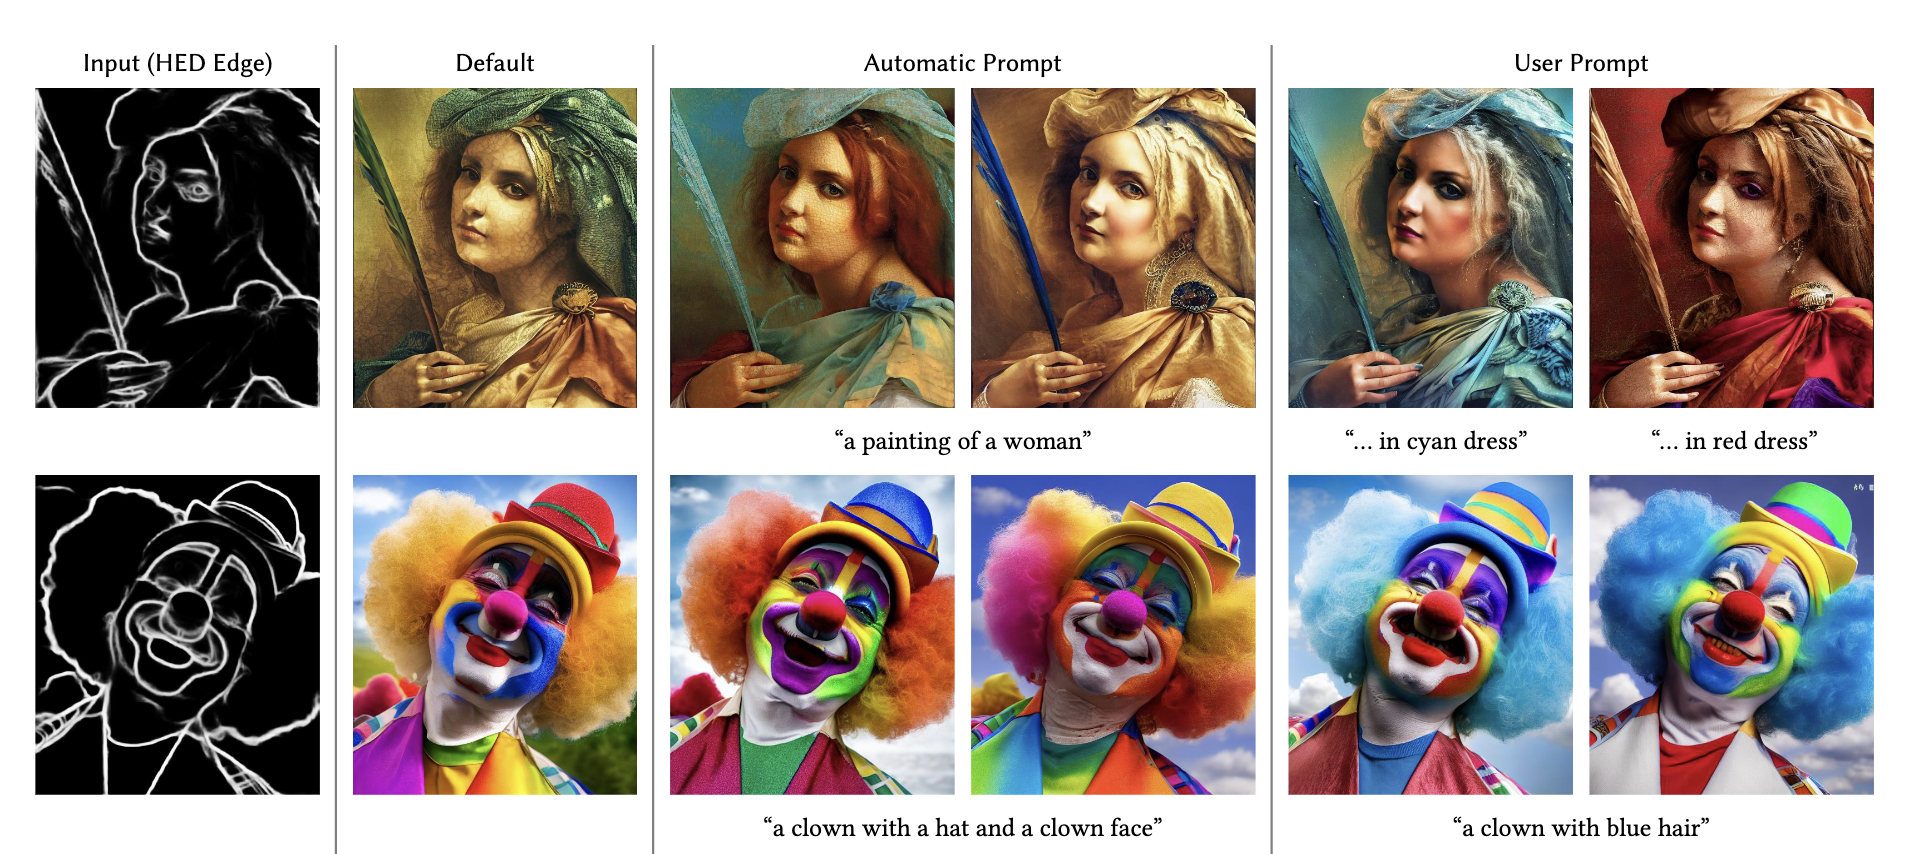 Input (HED Edge)
Default
Automatic Prompt
User Prompt
“a painting of a woman”
“... in cyan dress”
“... in red dress”
“a clown with a hat and a clown face”
“a clown with blue hair”